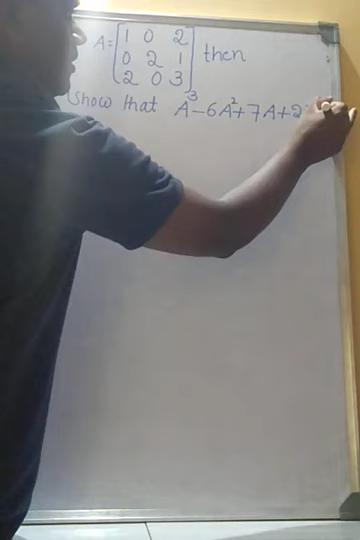 A = [1 0 2
0 2 1
2 0 3] then
Show that A³ - 6A² + 7A + 2